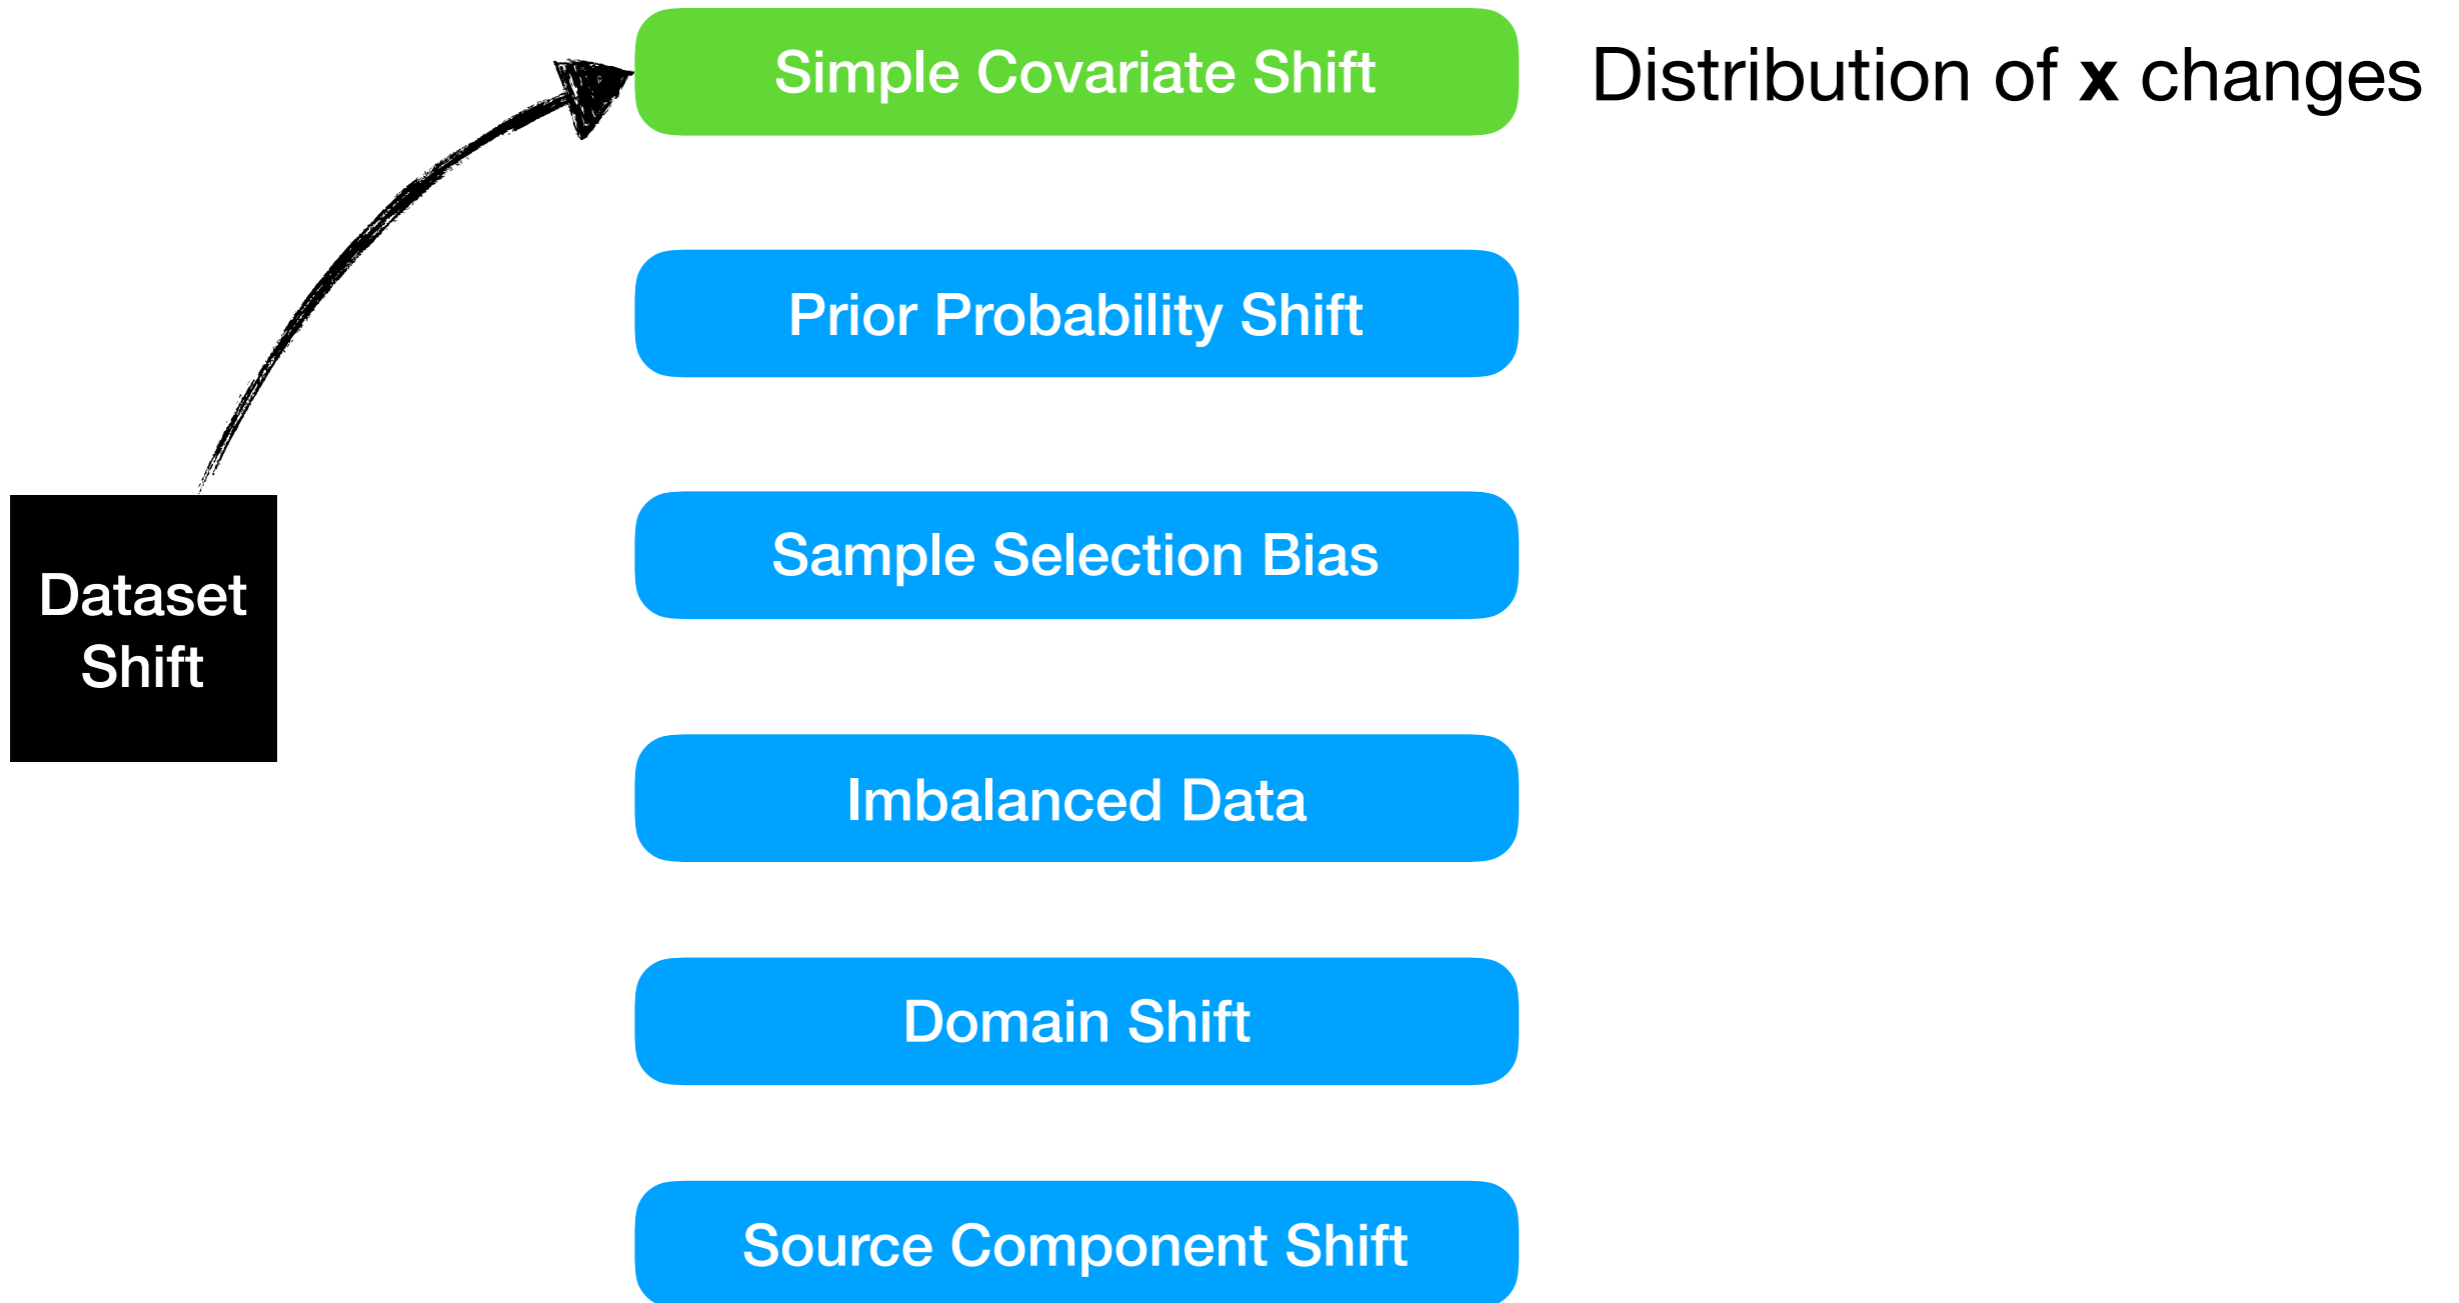 Simple Covariate Shift
Distribution of x changes
Prior Probability Shift
Sample Selection Bias
Dataset
Shift
Imbalanced Data
Domain Shift
Source Component Shift